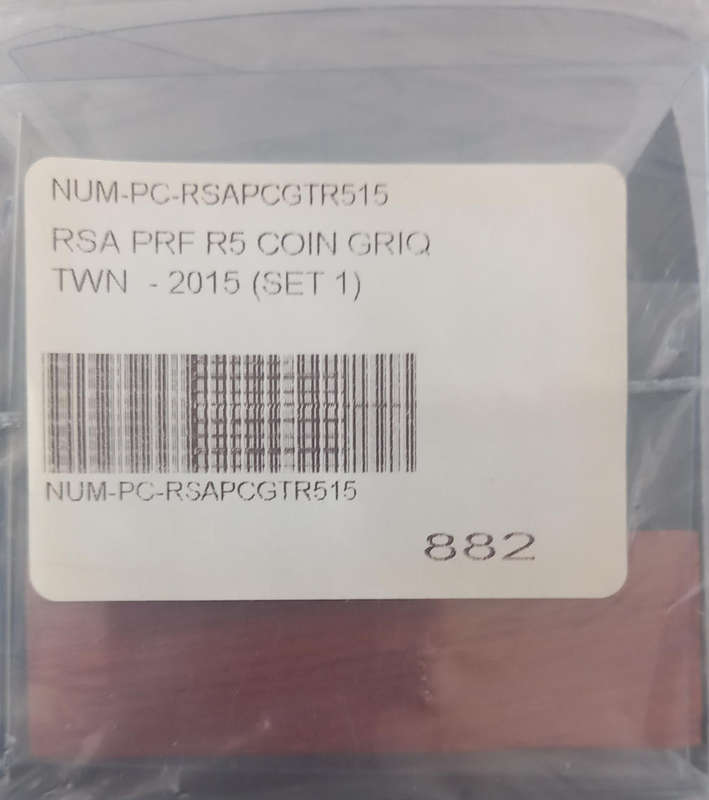 NUM-PC-RSAPCGTR515
RSA PRF R5 COIN GRIQ
TWN - 2015 (SET 1)
NUM-PC-RSAPCGTR515
882